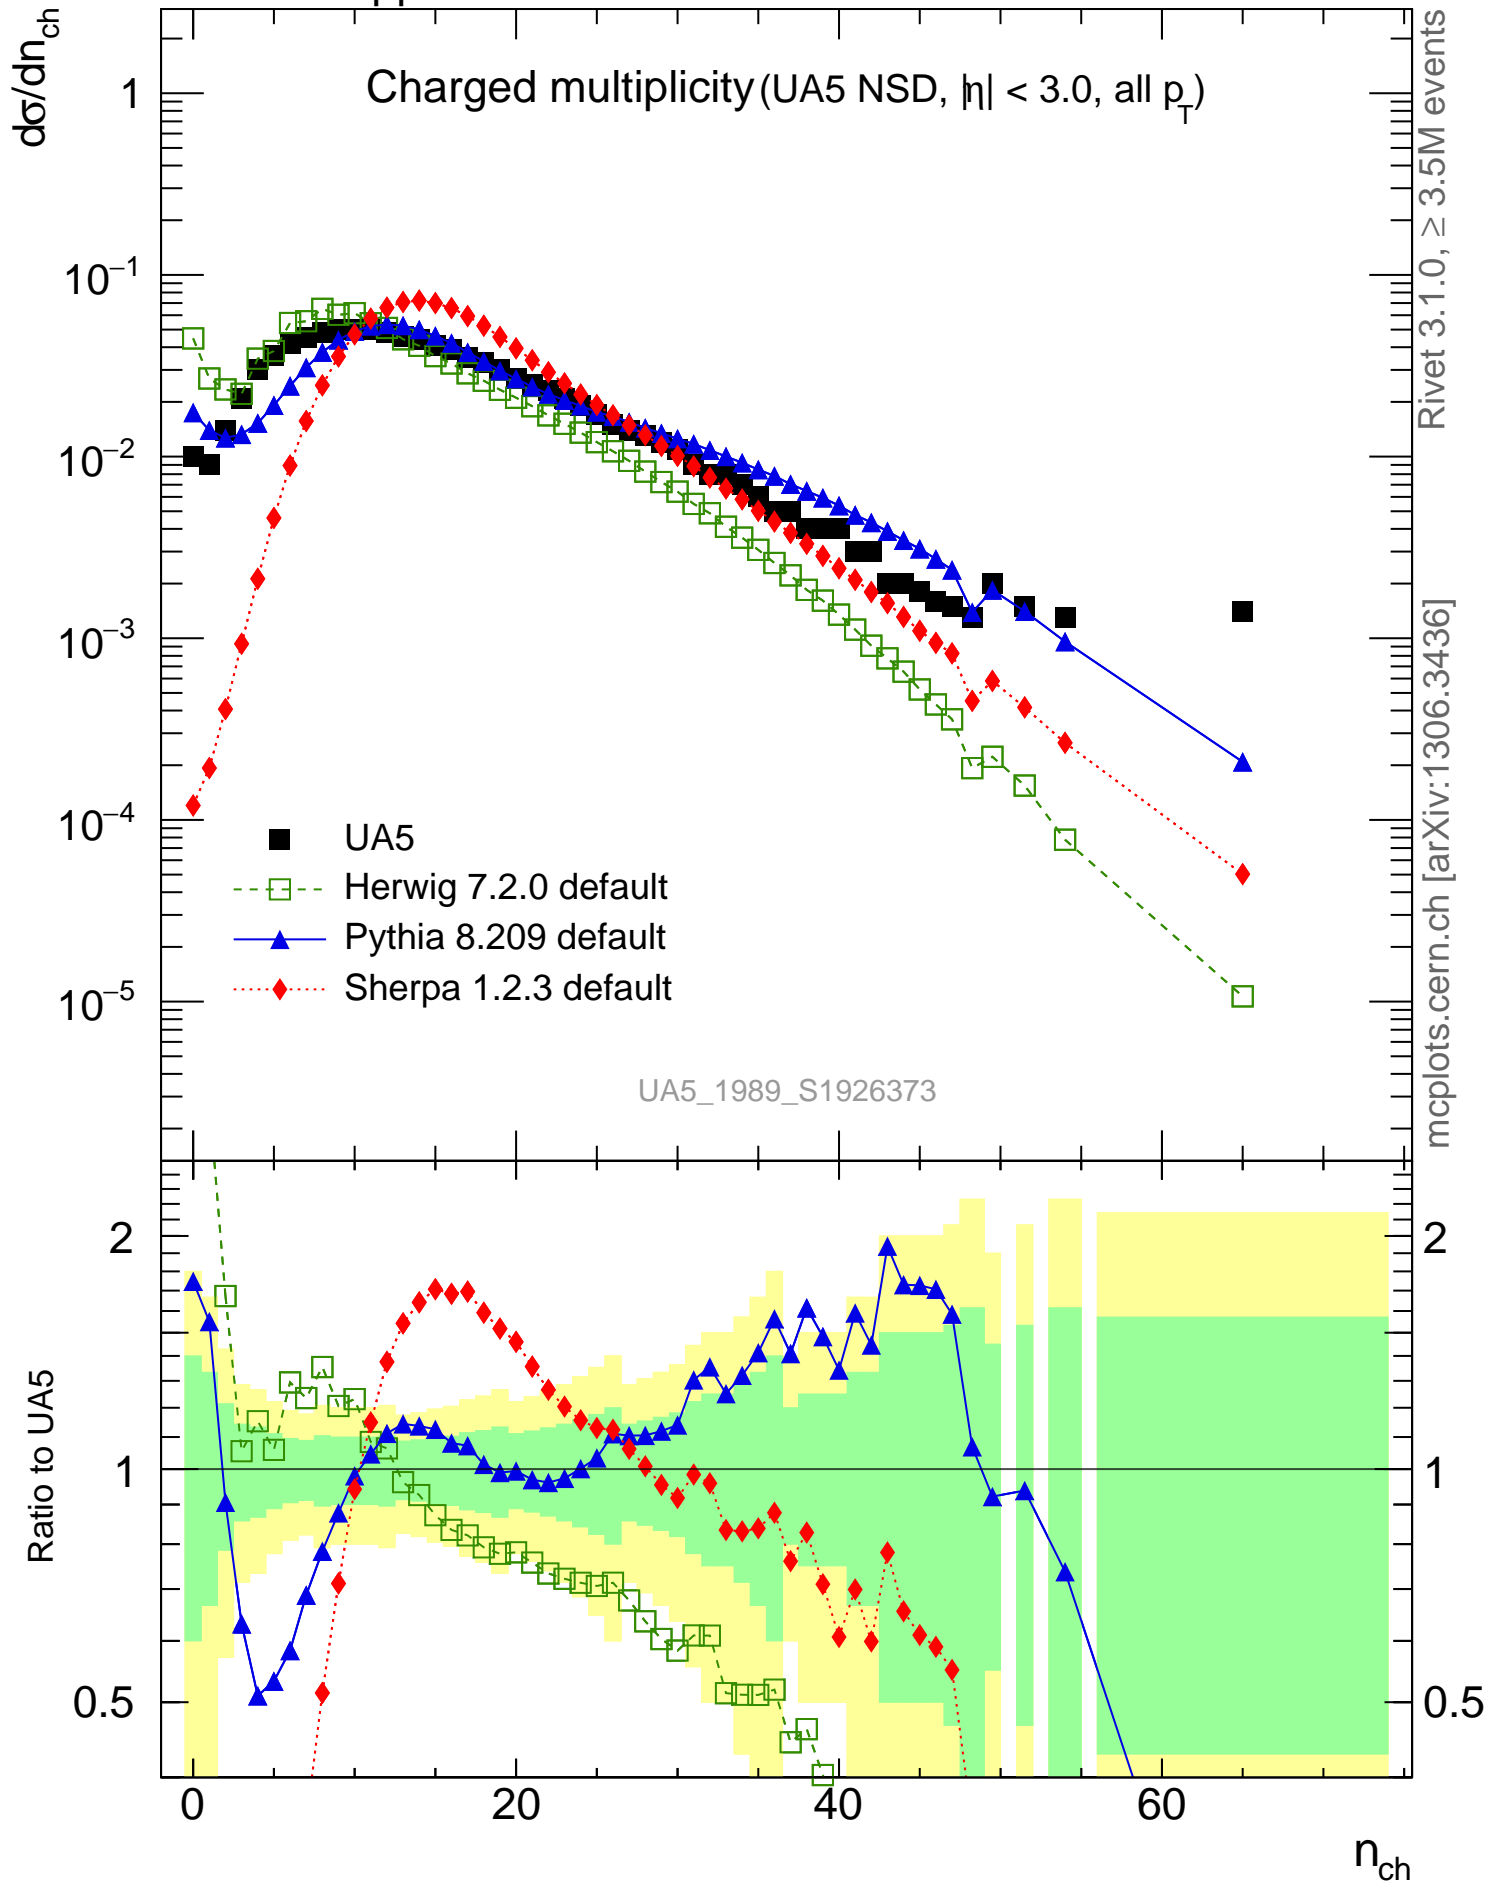 dσ/dn_ch
Charged multiplicity (UA5 NSD, |η| < 3.0, all p_T)
1
10^−1
10^−2
10^−3
10^−4
10^−5
UA5
Herwig 7.2.0 default
Pythia 8.209 default
Sherpa 1.2.3 default
UA5_1989_S1926373
Rivet 3.1.0, ≥ 3.5M events
mcplots.cern.ch [arXiv:1306.3436]
Ratio to UA5
2
1
0.5
2
1
0.5
0 20 40 60
n_ch